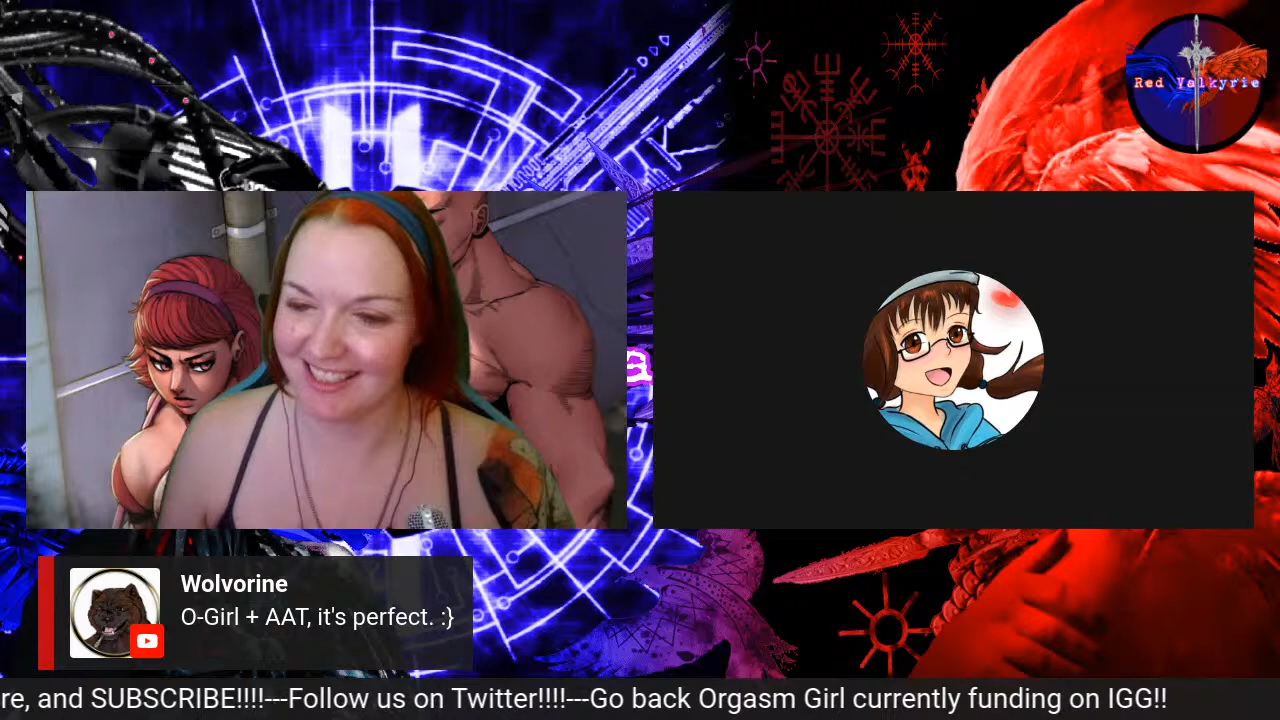 Red Valkyrie
Wolvorine
O-Girl + AAT, it's perfect. :}
re, and SUBSCRIBE!!!!---Follow us on Twitter!!!!---Go back Orgasm Girl currently funding on IGG!!